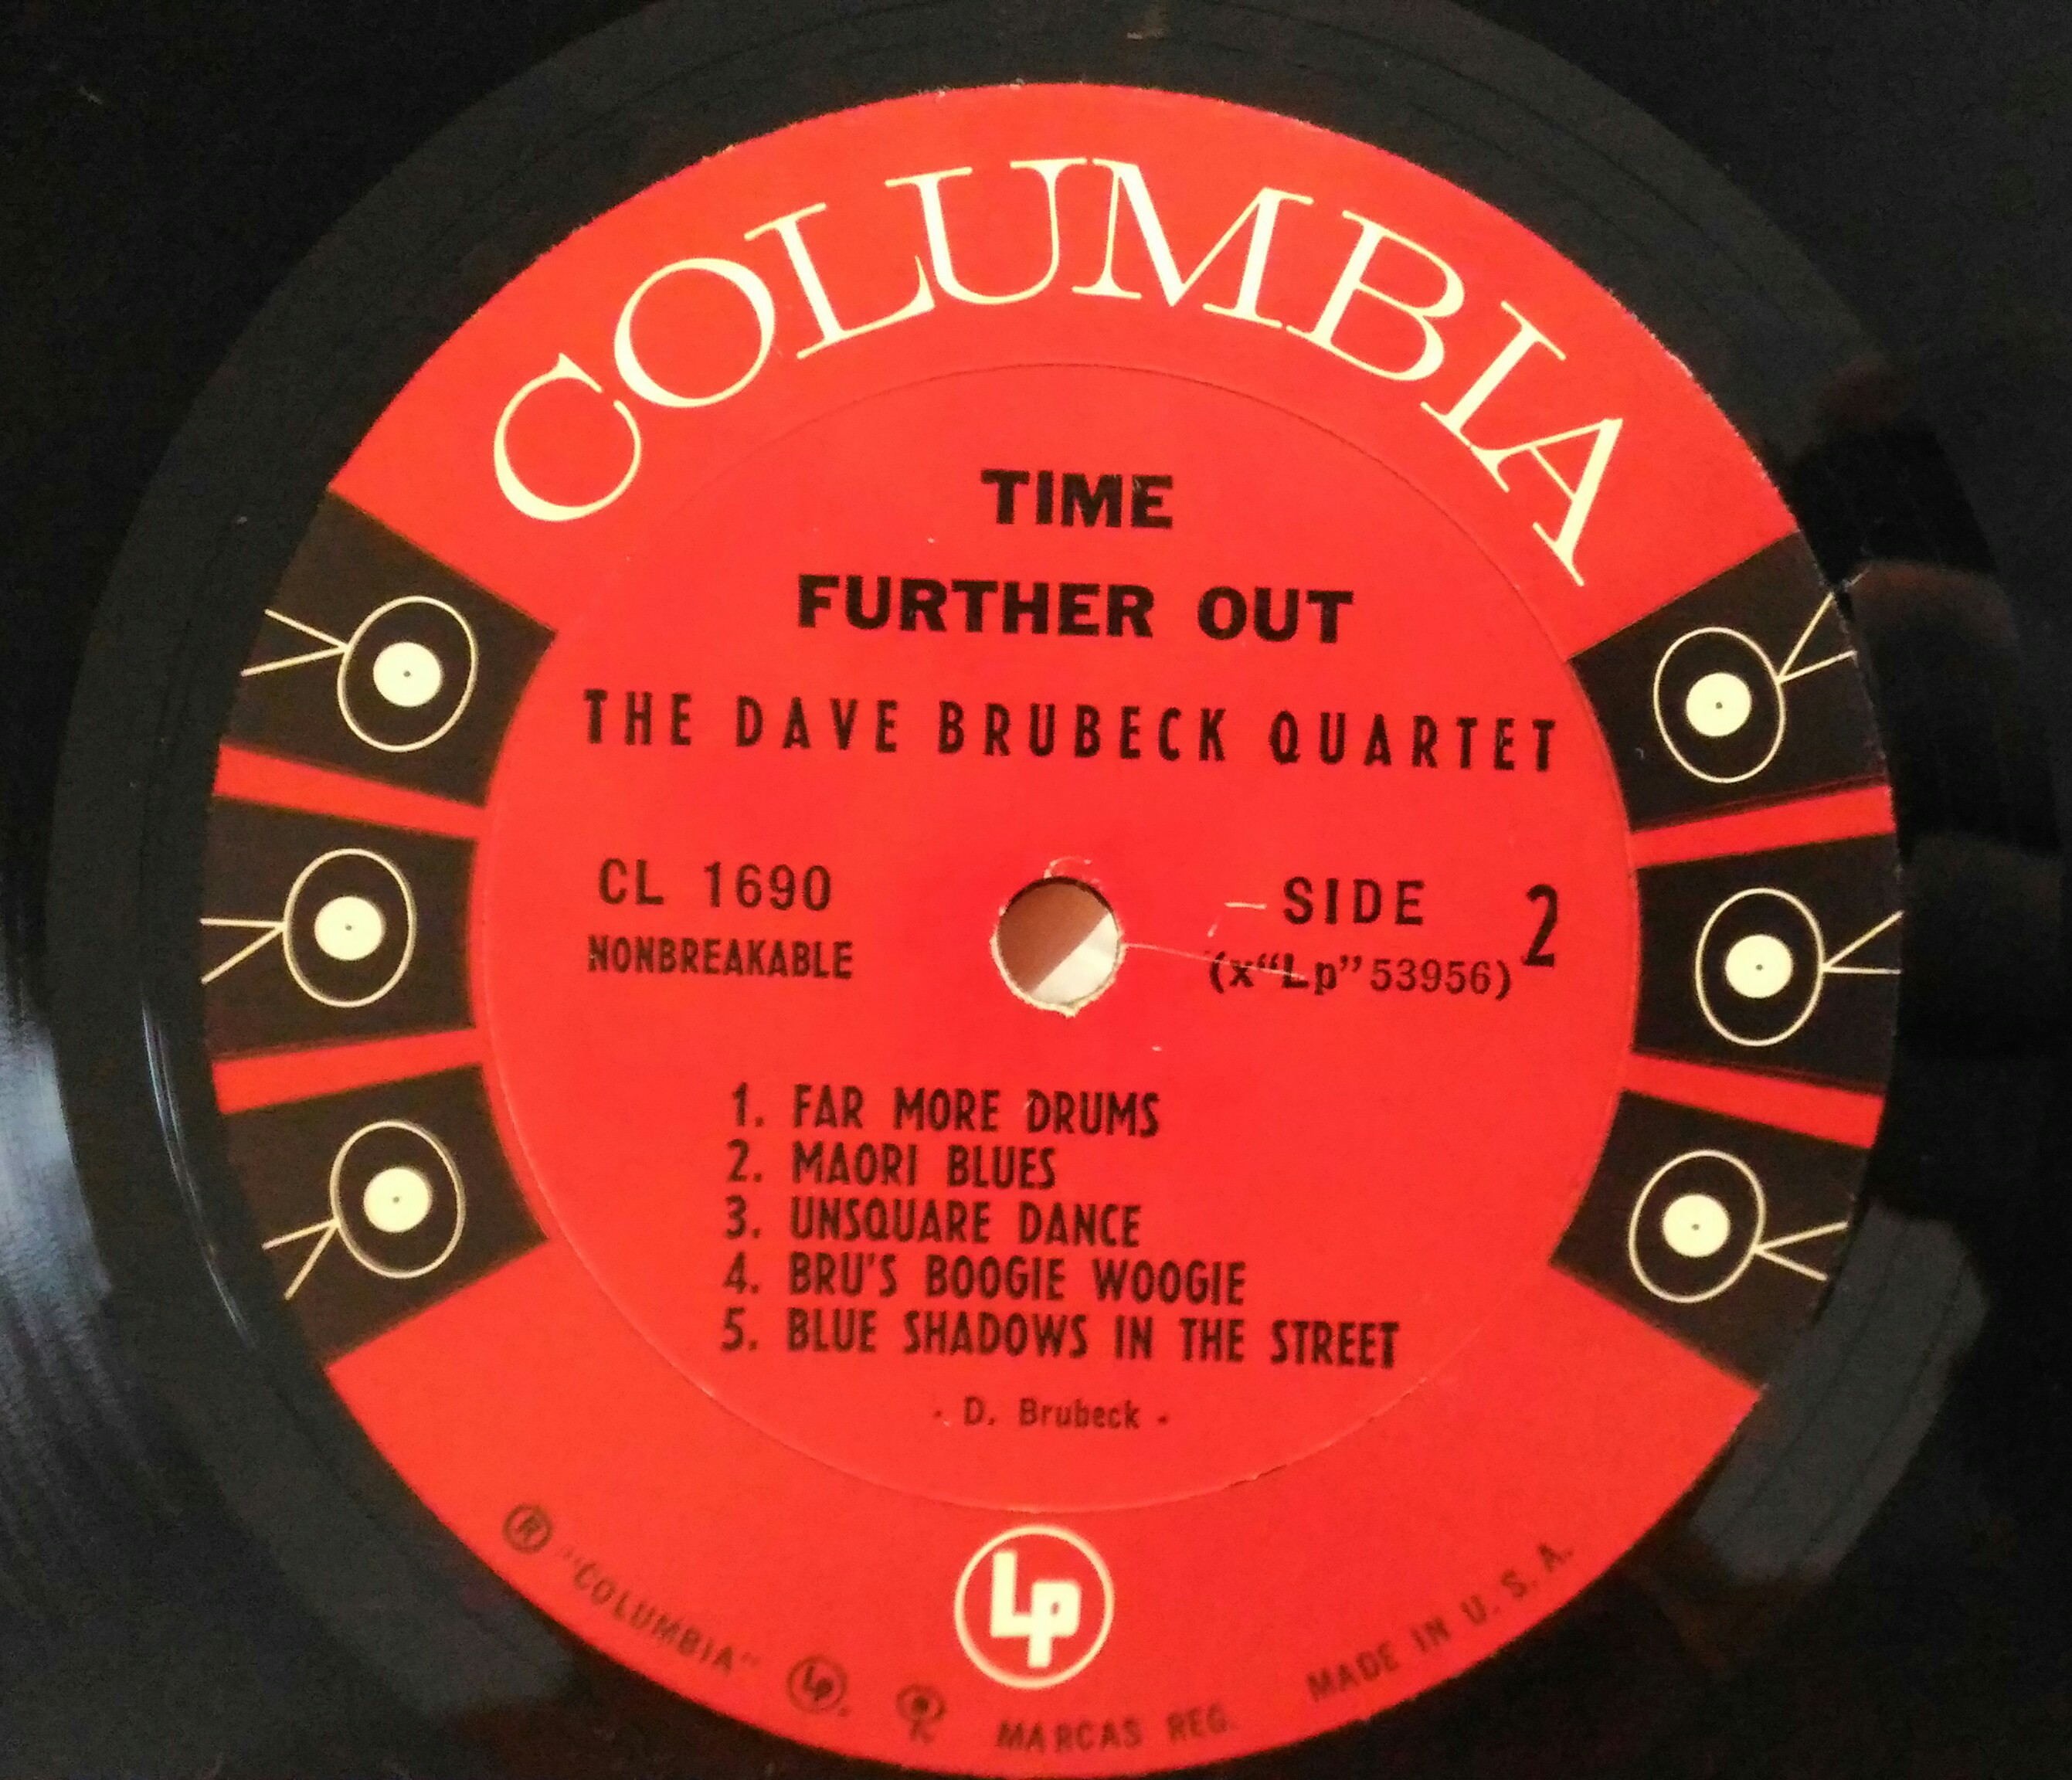 COLUMBIA
TIME
FURTHER OUT
THE DAVE BRUBECK QUARTET
CL 1690
NONBREAKABLE
SIDE 2
(x“Lp”53956)
1. FAR MORE DRUMS
2. MAORI BLUES
3. UNSQUARE DANCE
4. BRU'S BOOGIE WOOGIE
5. BLUE SHADOWS IN THE STREET
- D. Brubeck -
Lp
® "COLUMBIA" Lp. MARCAS REG. MADE IN U. S. A.